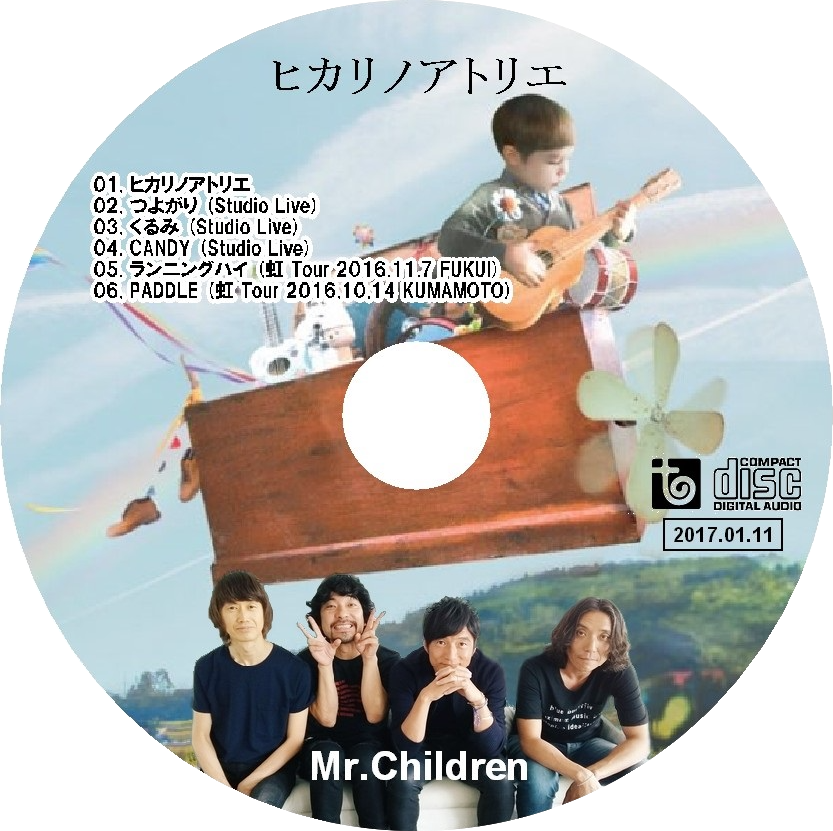 ヒカリノアトリエ
01. ヒカリノアトリエ
02. つよがり (Studio Live)
03. くるみ (Studio Live)
04. CANDY (Studio Live)
05. ランニングハイ (虹 Tour 2016.11.7 FUKUI)
06. PADDLE (虹 Tour 2016.10.14 KUMAMOTO)
COMPACT
disc
DIGITAL AUDIO
2017.01.11
Mr.Children